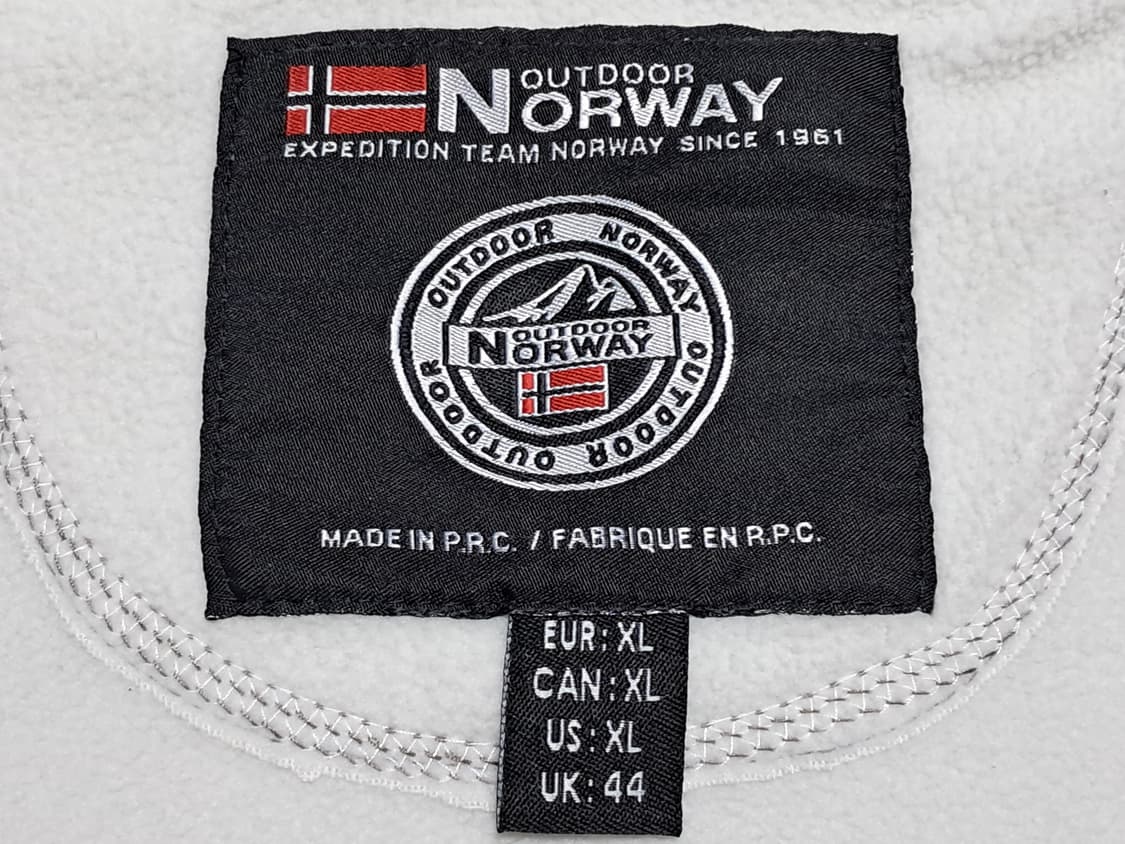 OUTDOOR
NORWAY
EXPEDITION TEAM NORWAY SINCE 1961
OUTDOOR NORWAY OUTDOOR OUTDOOR
OUTDOOR
NORWAY
MADE IN P.R.C. / FABRIQUE EN R.P.C.
EUR: XL
CAN: XL
US: XL
UK: 44